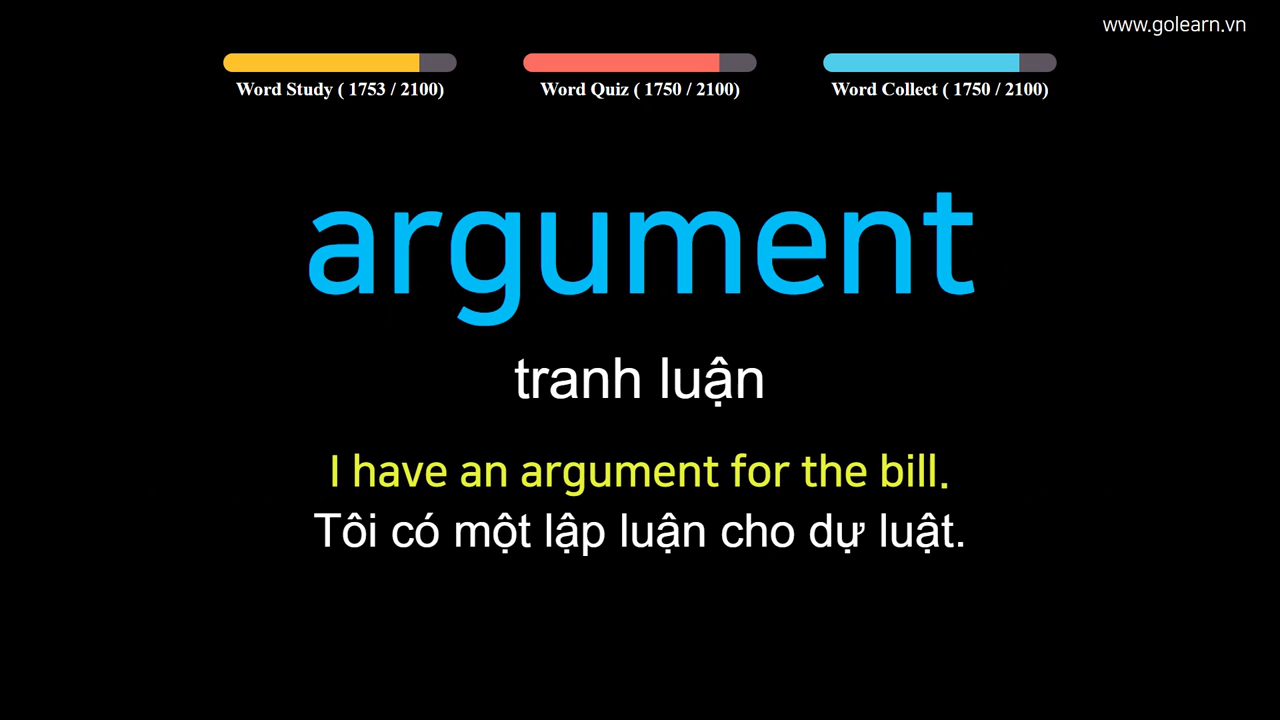 www.golearn.vn
Word Study ( 1753 / 2100)
Word Quiz ( 1750 / 2100)
Word Collect ( 1750 / 2100)
argument
tranh luận
I have an argument for the bill.
Tôi có một lập luận cho dự luật.